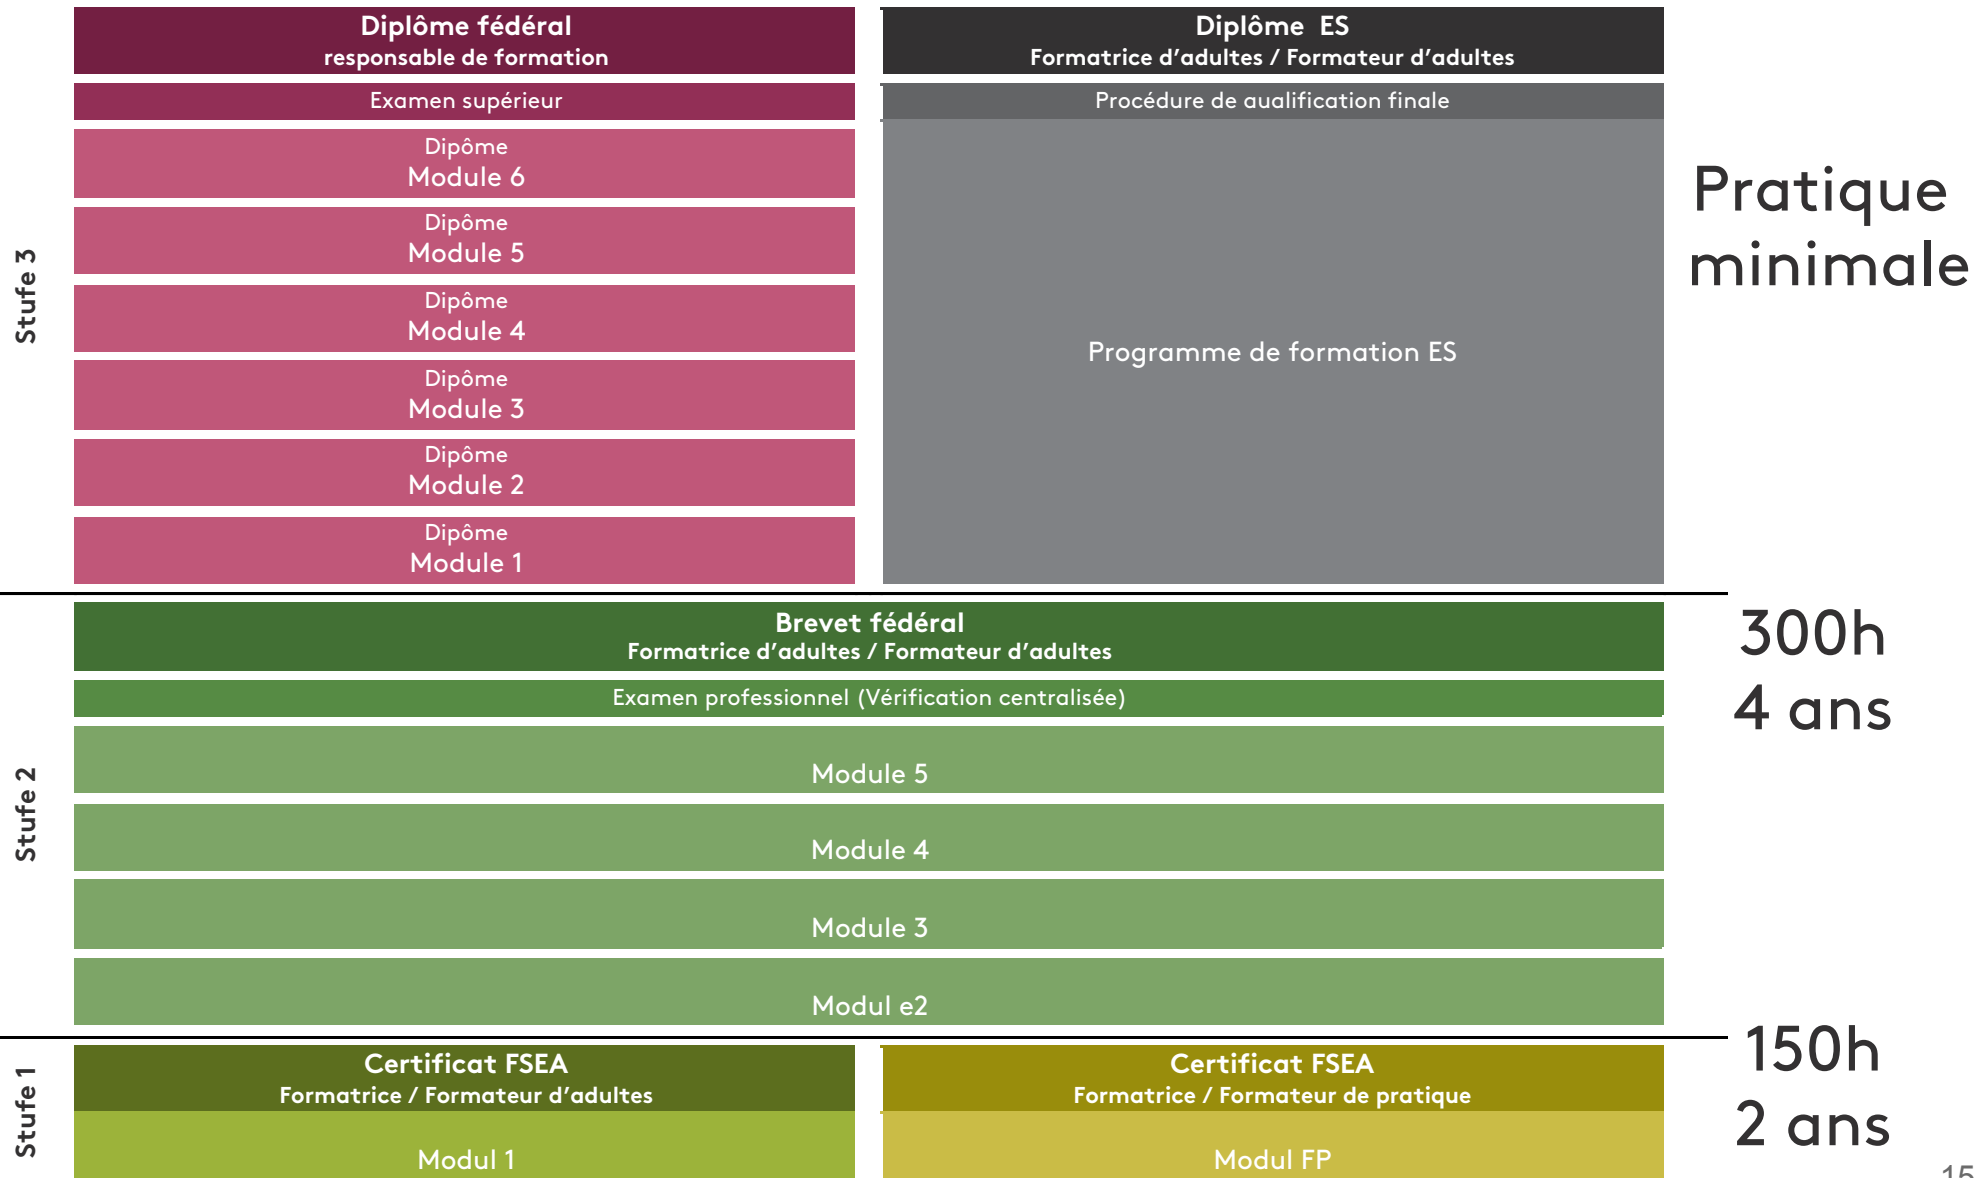 Diplôme fédéral
responsable de formation
Examen supérieur
Dipôme
Module 6
Dipôme
Module 5
Dipôme
Module 4
Dipôme
Module 3
Dipôme
Module 2
Dipôme
Module 1
Diplôme  ES
Formatrice d'adultes / Formateur d'adultes
Procédure de aualification finale
Programme de formation ES
Stufe 3
Pratique
minimale
Brevet fédéral
Formatrice d'adultes / Formateur d'adultes
Examen professionnel (Vérification centralisée)
Module 5
Module 4
Module 3
Modul e2
Stufe 2
300h
4 ans
Certificat FSEA
Formatrice / Formateur d'adultes
Modul 1
Certificat FSEA
Formatrice / Formateur de pratique
Modul FP
Stufe 1
150h
2 ans
15